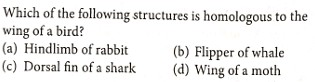 Which of the following structures is homologous to the
wing of a bird?
(a) Hindlimb of rabbit (b) Flipper of whale
(c) Dorsal fin of a shark (d) Wing of a moth